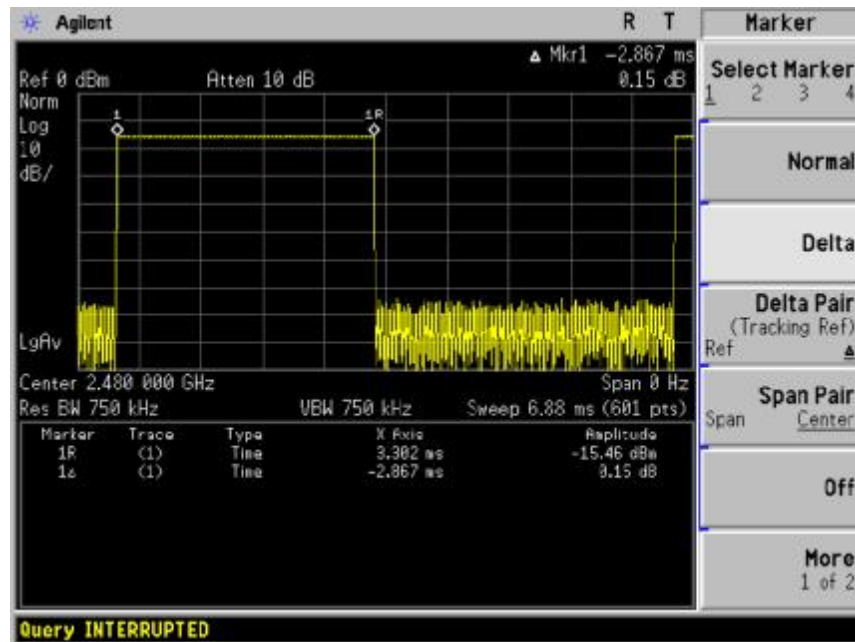 Agilent
R T
Marker
Δ Mkr1 -2.867 ms
0.15 dB
Ref 0 dBm
Atten 10 dB
Norm
Log
10
dB/
1
1R
LgAv
Center 2.480 000 GHz
Span 0 Hz
Res BW 750 kHz
VBW 750 kHz
Sweep 6.88 ms (601 pts)
Marker Trace Type X Axis Amplitude
1R (1) Time 3.302 ms -15.46 dBm
1Δ (1) Time -2.867 ms 0.15 dB
Select Marker
1 2 3 4
Normal
Delta
Delta Pair
(Tracking Ref)
Ref Δ
Span Pair
Span Center
Off
More
1 of 2
Query INTERRUPTED